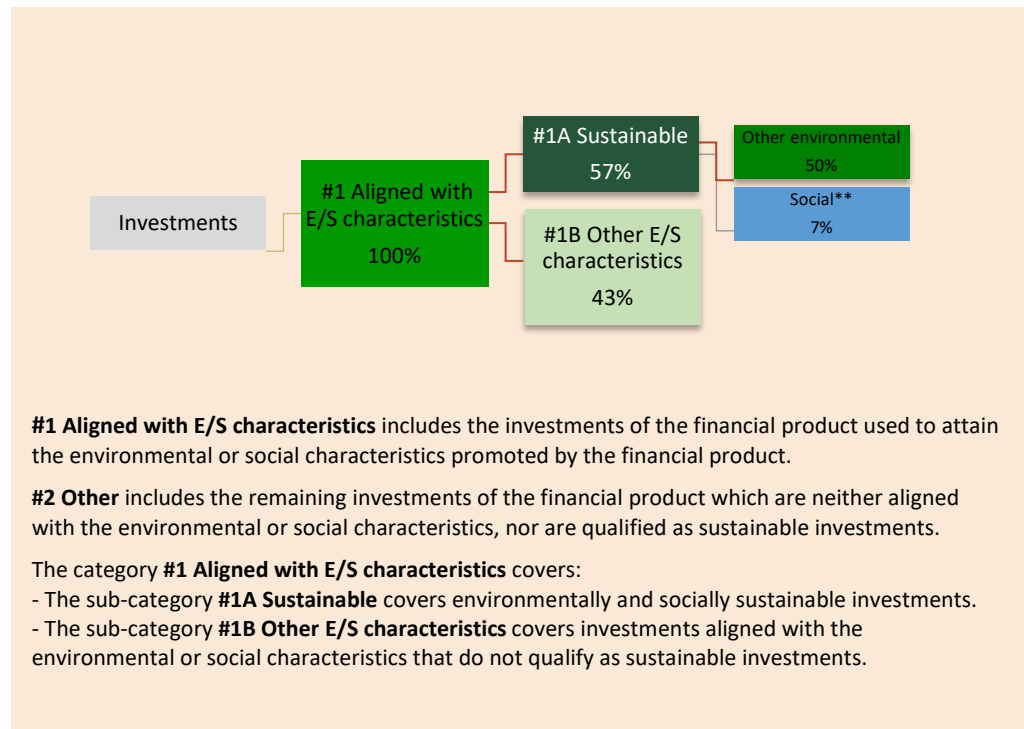 Investments
#1 Aligned with
E/S characteristics
100%
#1A Sustainable
57%
#1B Other E/S
characteristics
43%
Other environmental
50%
Social**
7%
#1 Aligned with E/S characteristics includes the investments of the financial product used to attain
the environmental or social characteristics promoted by the financial product.
#2 Other includes the remaining investments of the financial product which are neither aligned
with the environmental or social characteristics, nor are qualified as sustainable investments.
The category #1 Aligned with E/S characteristics covers:
- The sub-category #1A Sustainable covers environmentally and socially sustainable investments.
- The sub-category #1B Other E/S characteristics covers investments aligned with the
environmental or social characteristics that do not qualify as sustainable investments.